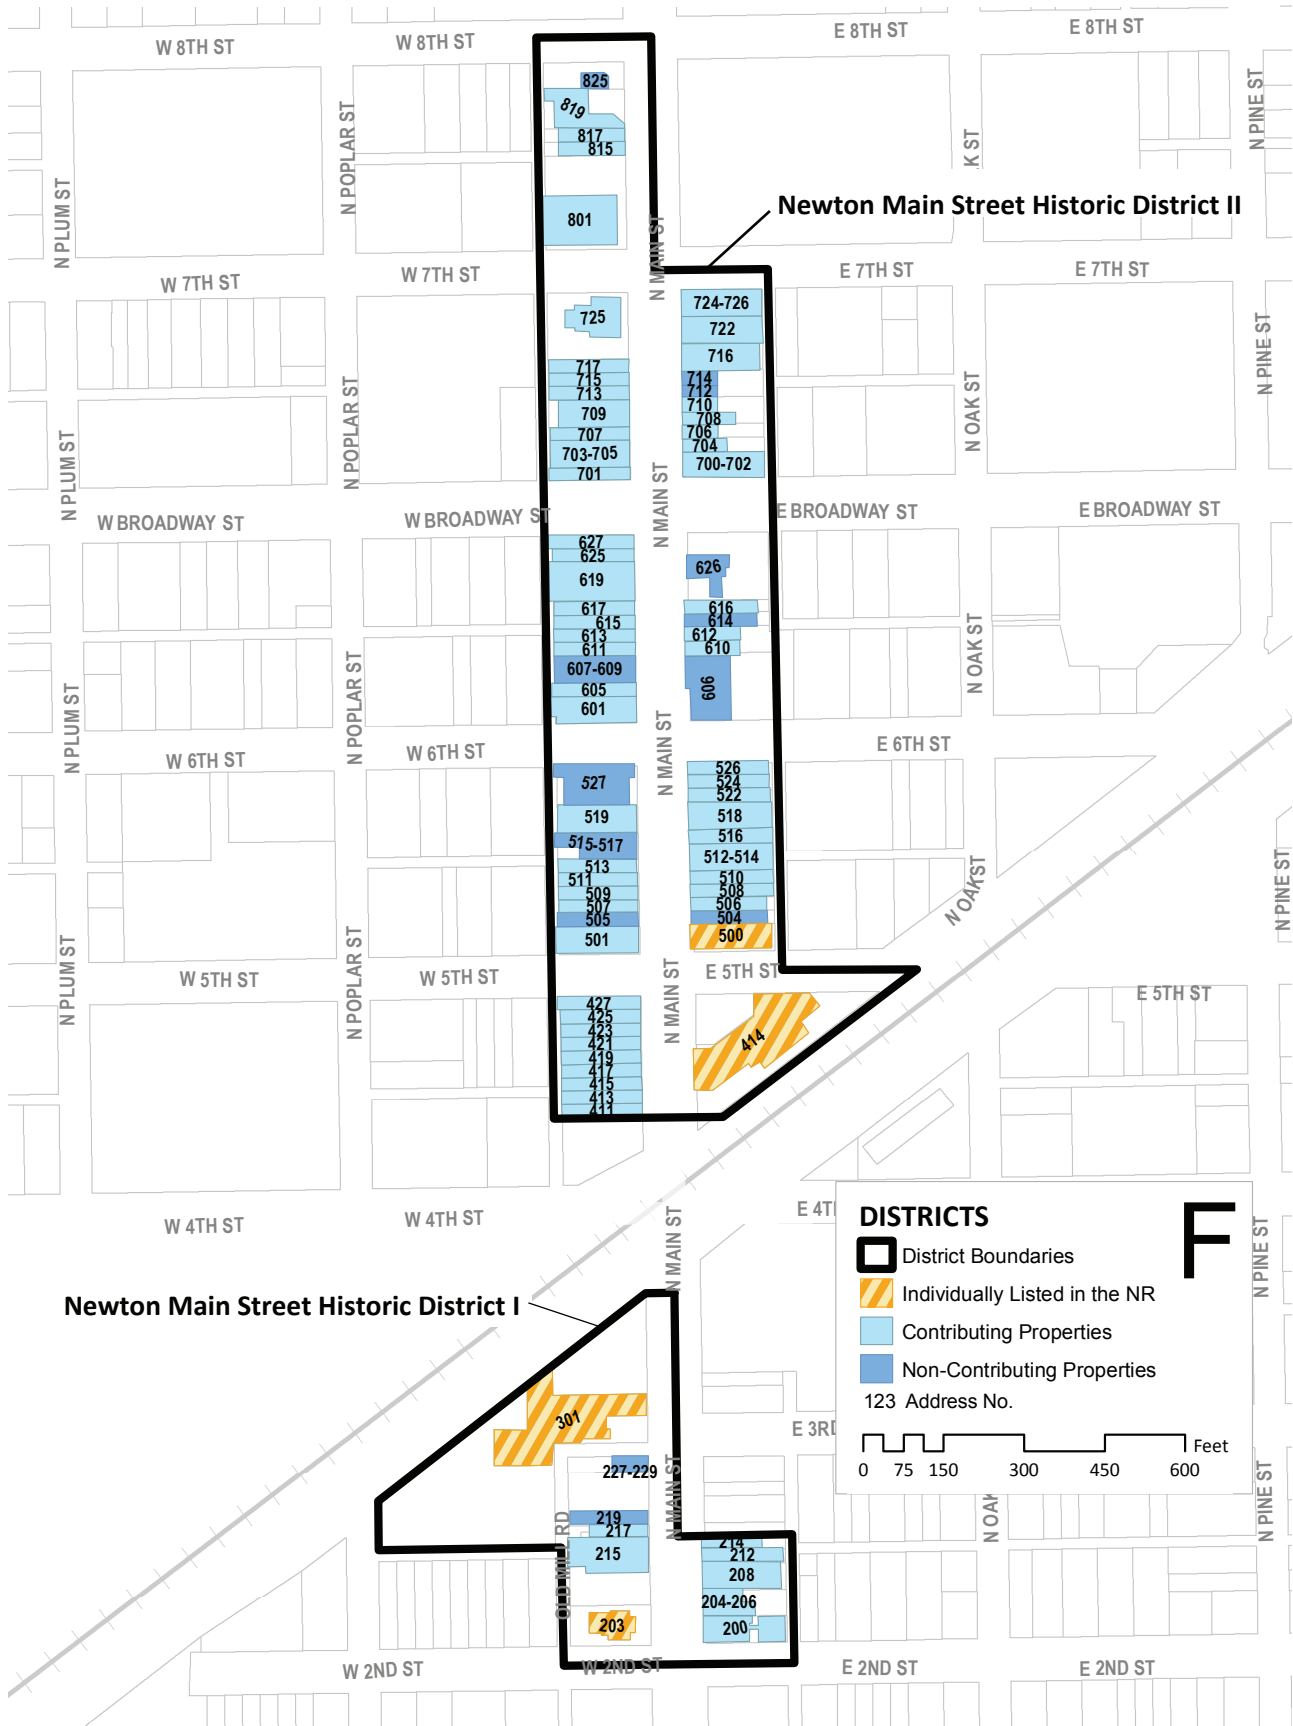 W 8TH ST
W 8TH ST
E 8TH ST
E 8TH ST
825
819
817
815
801
N PLUM ST
N POPLAR ST
N MAIN ST
K ST
N PINE ST
Newton Main Street Historic District II
W 7TH ST
W 7TH ST
E 7TH ST
E 7TH ST
725
717
715
713
709
707
703-705
701
724-726
722
716
714
712
710
708
706
704
700-702
N PLUM ST
N POPLAR ST
N MAIN ST
N OAK ST
N PINE ST
W BROADWAY ST
W BROADWAY ST
E BROADWAY ST
E BROADWAY ST
627
625
619
617
615
613
611
607-609
605
601
626
616
614
612
610
606
N PLUM ST
N POPLAR ST
N MAIN ST
N OAK ST
W 6TH ST
W 6TH ST
E 6TH ST
527
519
515-517
513
511
509
507
505
501
526
524
522
518
516
512-514
510
508
506
504
500
N PLUM ST
N POPLAR ST
N MAIN ST
N OAK ST
N PINE ST
W 5TH ST
W 5TH ST
E 5TH ST
E 5TH ST
427
425
423
421
419
417
415
413
411
414
W 4TH ST
W 4TH ST
E 4T
N MAIN ST
N PINE ST
Newton Main Street Historic District I
301
227-229
219
217
215
203
214
212
208
204-206
200
OLD MILL RD
N MAIN ST
E 3R
N OAK
N PINE ST
W 2ND ST
W 2ND ST
E 2ND ST
E 2ND ST
DISTRICTS
F
District Boundaries
Individually Listed in the NR
Contributing Properties
Non-Contributing Properties
123 Address No.
Feet
0 75 150 300 450 600